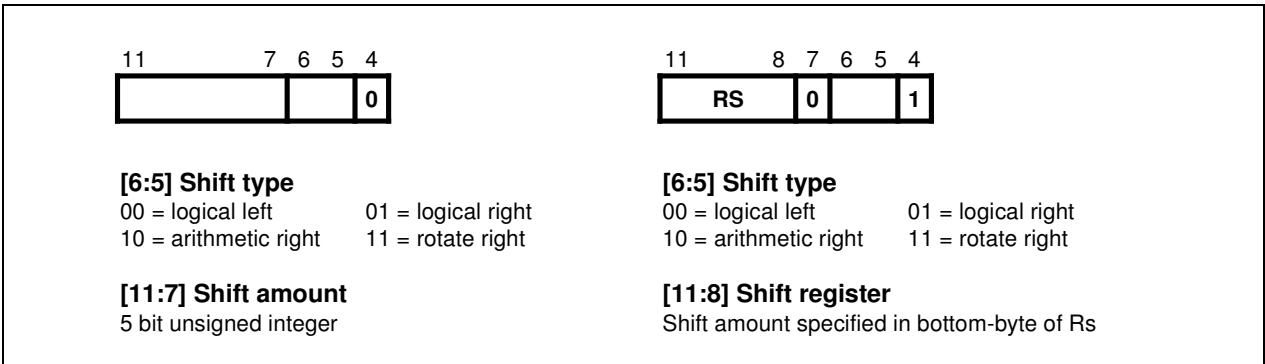 11 7 6 5 4
0
[6:5] Shift type
00 = logical left 01 = logical right
10 = arithmetic right 11 = rotate right
[11:7] Shift amount
5 bit unsigned integer
11 8 7 6 5 4
RS 0 1
[6:5] Shift type
00 = logical left 01 = logical right
10 = arithmetic right 11 = rotate right
[11:8] Shift register
Shift amount specified in bottom-byte of Rs